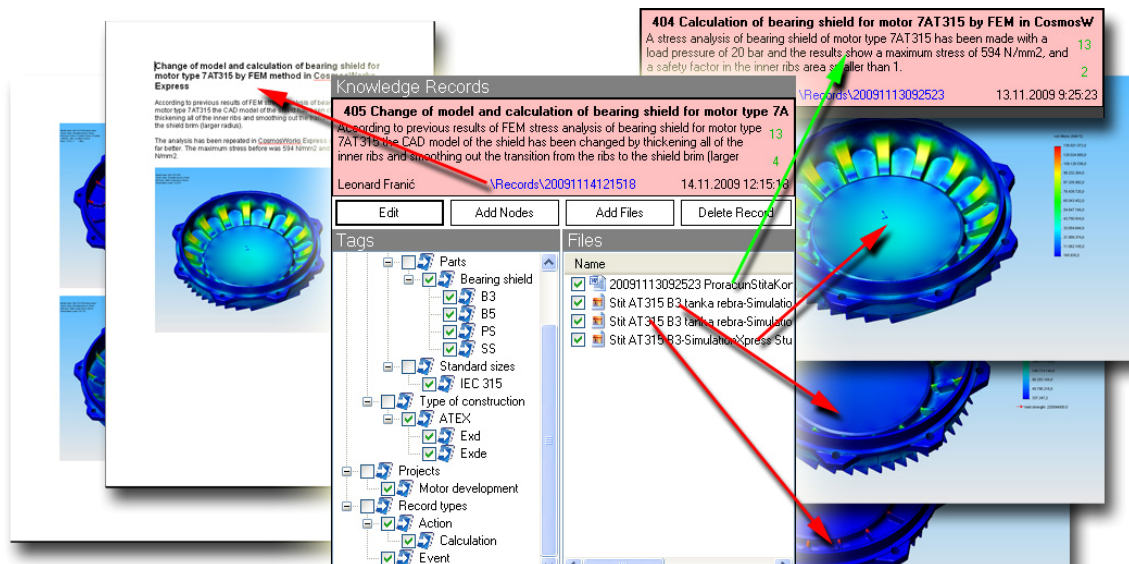 Change of model and calculation of bearing shield for
motor type 7AT315 by FEM method in CosmosWorks
Express
According to previous results of FEM stress analysis of bea
motor type 7AT315 the CAD model of the shield has been
thickening all of the inner ribs and smoothing out the tran
the shield brim (larger radius).
The analysis has been repeated in CosmosWorks Express
far better. The maximum stress before was 594 N/mm2 and
N/mm2.
Knowledge Records
405 Change of model and calculation of bearing shield for motor type 7A
According to previous results of FEM stress analysis of bearing shield for motor type
7AT315 the CAD model of the shield has been changed by thickening all of the
inner ribs and smoothing out the transition from the ribs to the shield brim (larger
13
4
Leonard Franić \Records\20091114121518 14.11.2009 12:15:18
Edit Add Nodes Add Files Delete Record
Tags
Parts
Bearing shield
B3
B5
PS
SS
Standard sizes
IEC 315
Type of construction
ATEX
Exd
Exde
Projects
Motor development
Record types
Action
Calculation
Event
Files
Name
20091113092523 ProracunStitaKor
Stit AT315 B3 tanka rebra-Simulatio
Stit AT315 B3 tanka rebra-Simulatio
Stit AT315 B3-SimulationXpress Stu
404 Calculation of bearing shield for motor 7AT315 by FEM in CosmosW
A stress analysis of bearing shield of motor type 7AT315 has been made with a
load pressure of 20 bar and the results show a maximum stress of 594 N/mm2, and
a safety factor in the inner ribs area smaller than 1.
13
2
\Records\20091113092523 13.11.2009 9:25:23